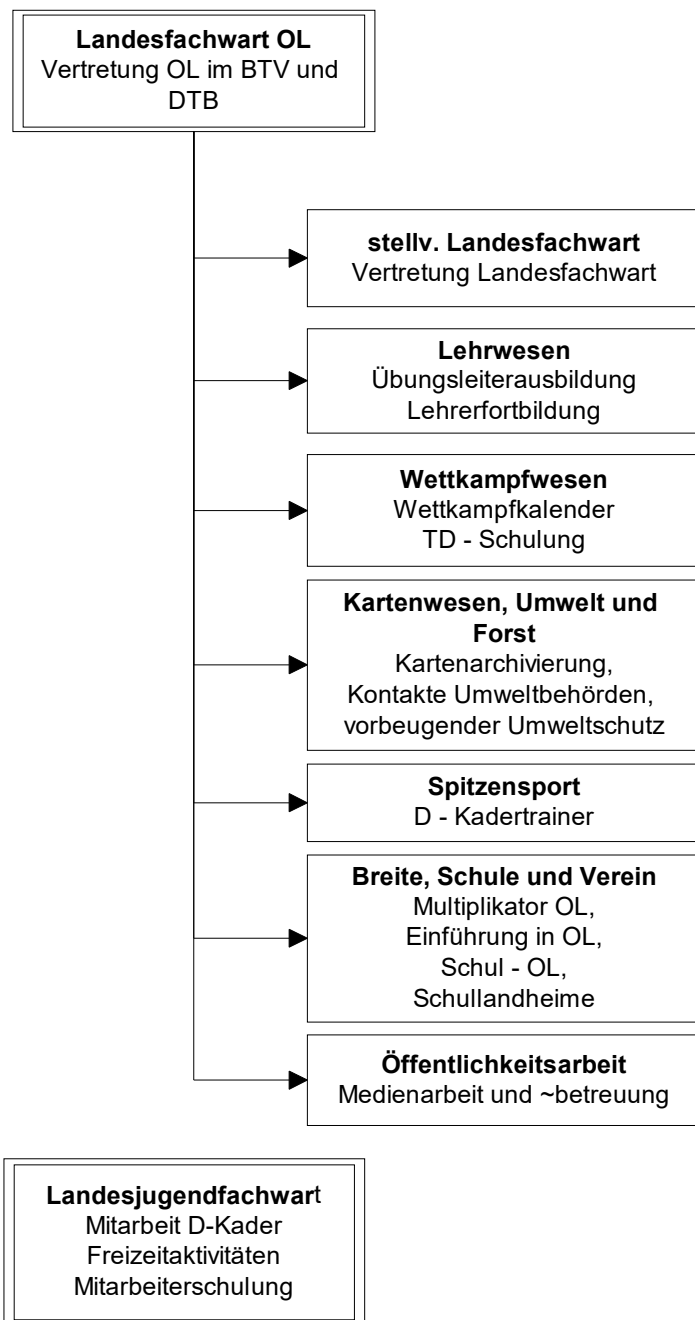 Landesfachwart OL
Vertretung OL im BTV und
DTB
stellv. Landesfachwart
Vertretung Landesfachwart
Lehrwesen
Übungsleiterausbildung
Lehrerfortbildung
Wettkampfwesen
Wettkampfkalender
TD - Schulung
Kartenwesen, Umwelt und
Forst
Kartenarchivierung,
Kontakte Umweltbehörden,
vorbeugender Umweltschutz
Spitzensport
D - Kadertrainer
Breite, Schule und Verein
Multiplikator OL,
Einführung in OL,
Schul - OL,
Schullandheime
Öffentlichkeitsarbeit
Medienarbeit und ~betreuung
Landesjugendfachwart
Mitarbeit D-Kader
Freizeitaktivitäten
Mitarbeiterschulung